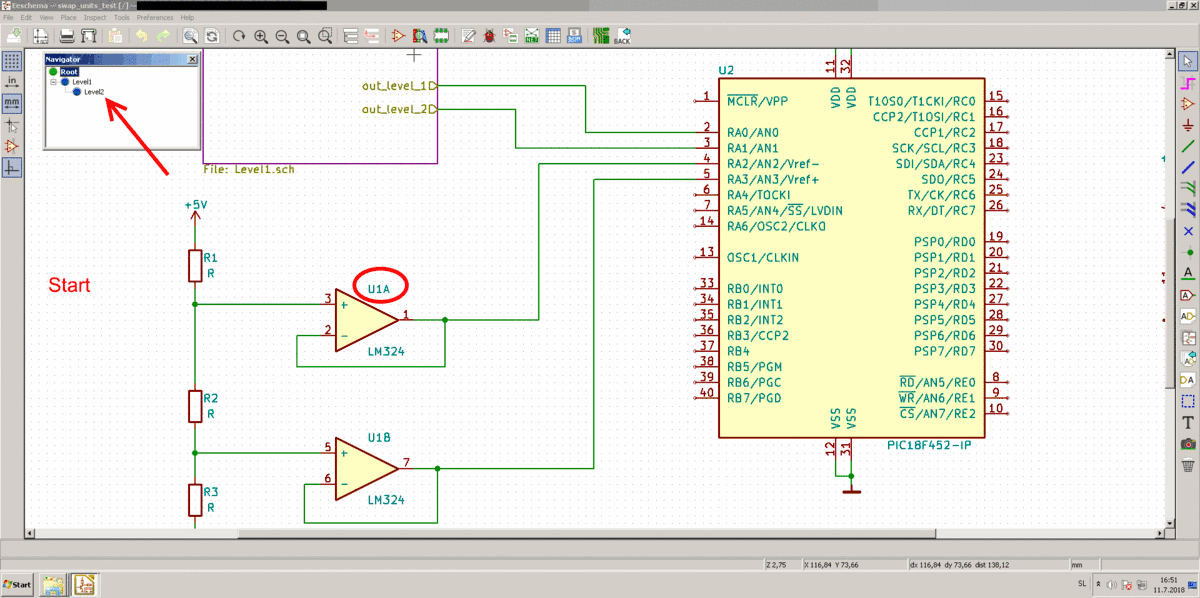 Eeschema - swap_units_test [/] -
File Edit View Place Inspect Tools Preferences Help
in
mm
NET
BOM
BACK
Navigator
Root
Level1
Level2
out_level_1
out_level_2
File: Level1.sch
+5V
R1
R
Start
U1A
3
+
1
2
-
LM324
R2
R
U1B
5
+
7
6
-
LM324
R3
R
U2
11
32
VDD
VDD
1 MCLR/VPP
2 RA0/AN0
3 RA1/AN1
4 RA2/AN2/Vref-
5 RA3/AN3/Vref+
6 RA4/TOCKI
7 RA5/AN4/SS/LVDIN
14 RA6/OSC2/CLKO
13 OSC1/CLKIN
33 RB0/INT0
34 RB1/INT1
35 RB2/INT2
36 RB3/CCP2
37 RB4
38 RB5/PGM
39 RB6/PGC
40 RB7/PGD
T1OSO/T1CKI/RC0 15
CCP2/T1OSI/RC1 16
CCP1/RC2 17
SCK/SCL/RC3 18
SDI/SDA/RC4 23
SDO/RC5 24
TX/CK/RC6 25
RX/DT/RC7 26
PSP0/RD0 19
PSP1/RD1 20
PSP2/RD2 21
PSP3/RD3 22
PSP4/RD4 27
PSP5/RD5 28
PSP6/RD6 29
PSP7/RD7 30
RD/AN5/RE0 8
WR/AN6/RE1 9
CS/AN7/RE2 10
VSS
VSS
12
31
PIC18F452-IP
A
A
A
A
T
Z 2,75
X 116,84 Y 73,66
dx 116,84 dy 73,66 dist 138,12
mm
Start
SL
16:51
11.7.2018